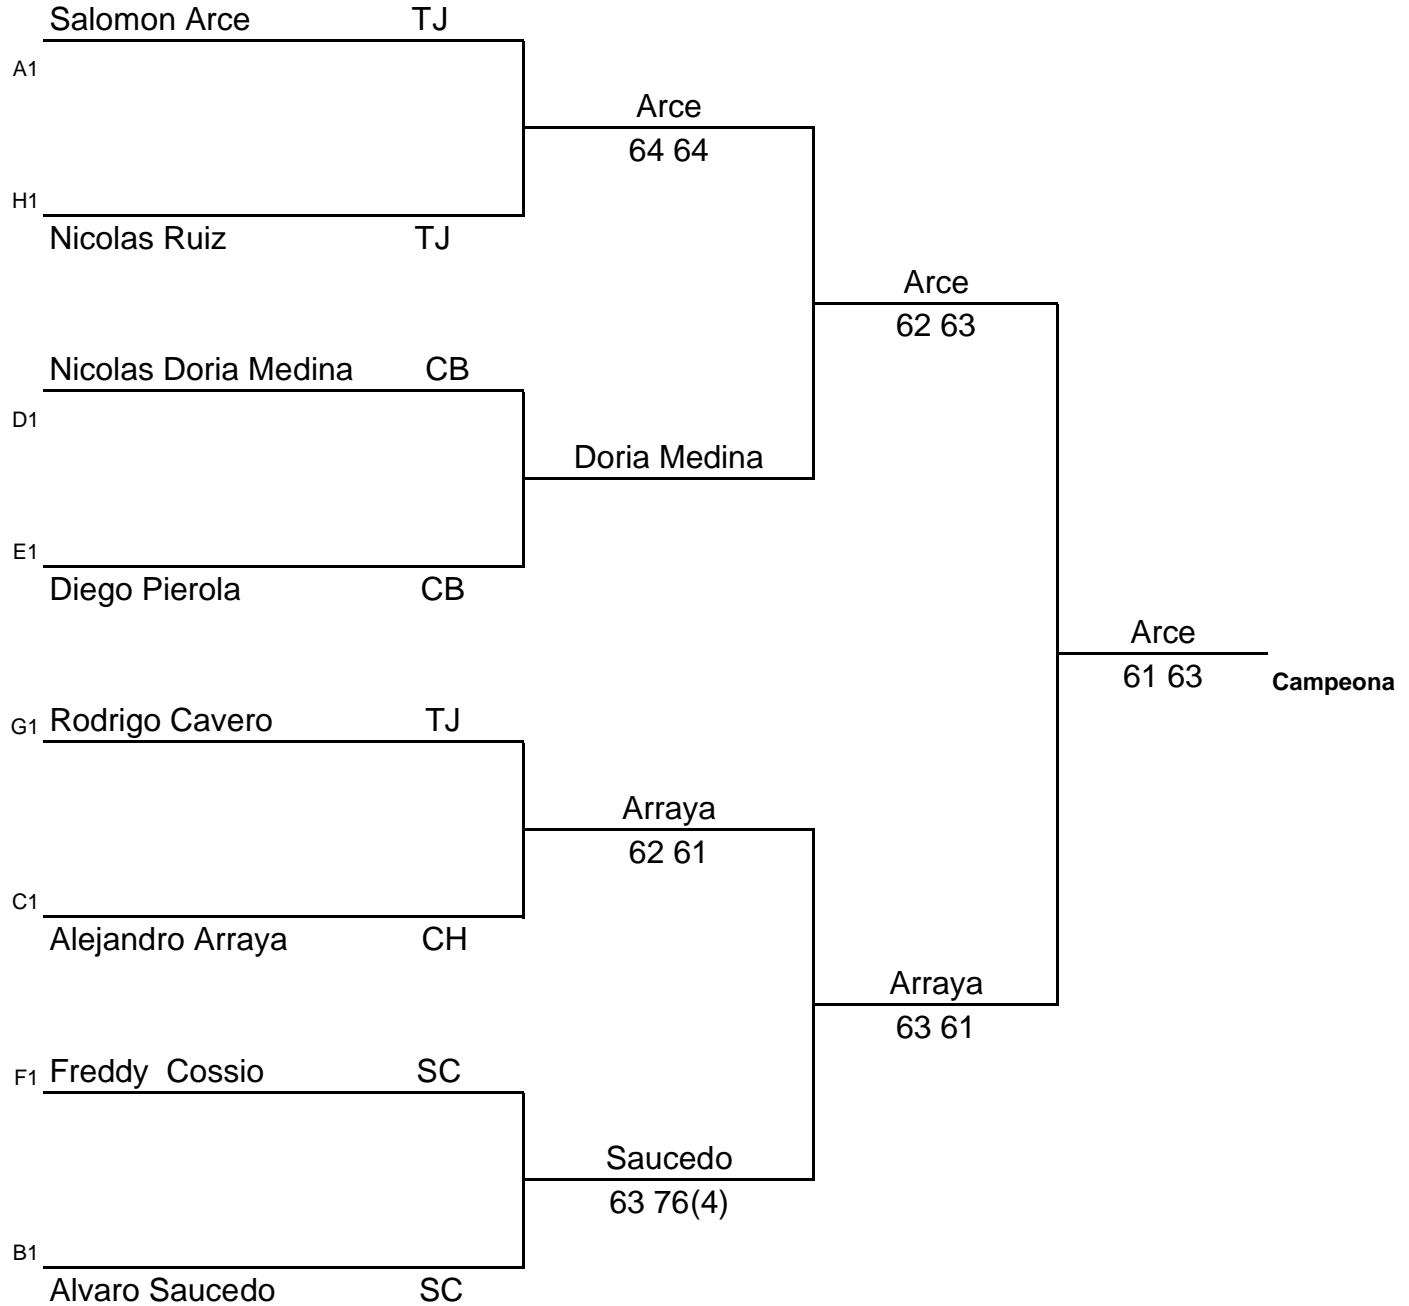 Salomon Arce TJ
A1
Arce
64 64
H1
Nicolas Ruiz TJ
Arce
62 63
Nicolas Doria Medina CB
D1
Doria Medina
E1
Diego Pierola CB
Arce
61 63
Campeona
G1 Rodrigo Cavero TJ
Arraya
62 61
C1
Alejandro Arraya CH
Arraya
63 61
F1 Freddy Cossio SC
Saucedo
63 76(4)
B1
Alvaro Saucedo SC